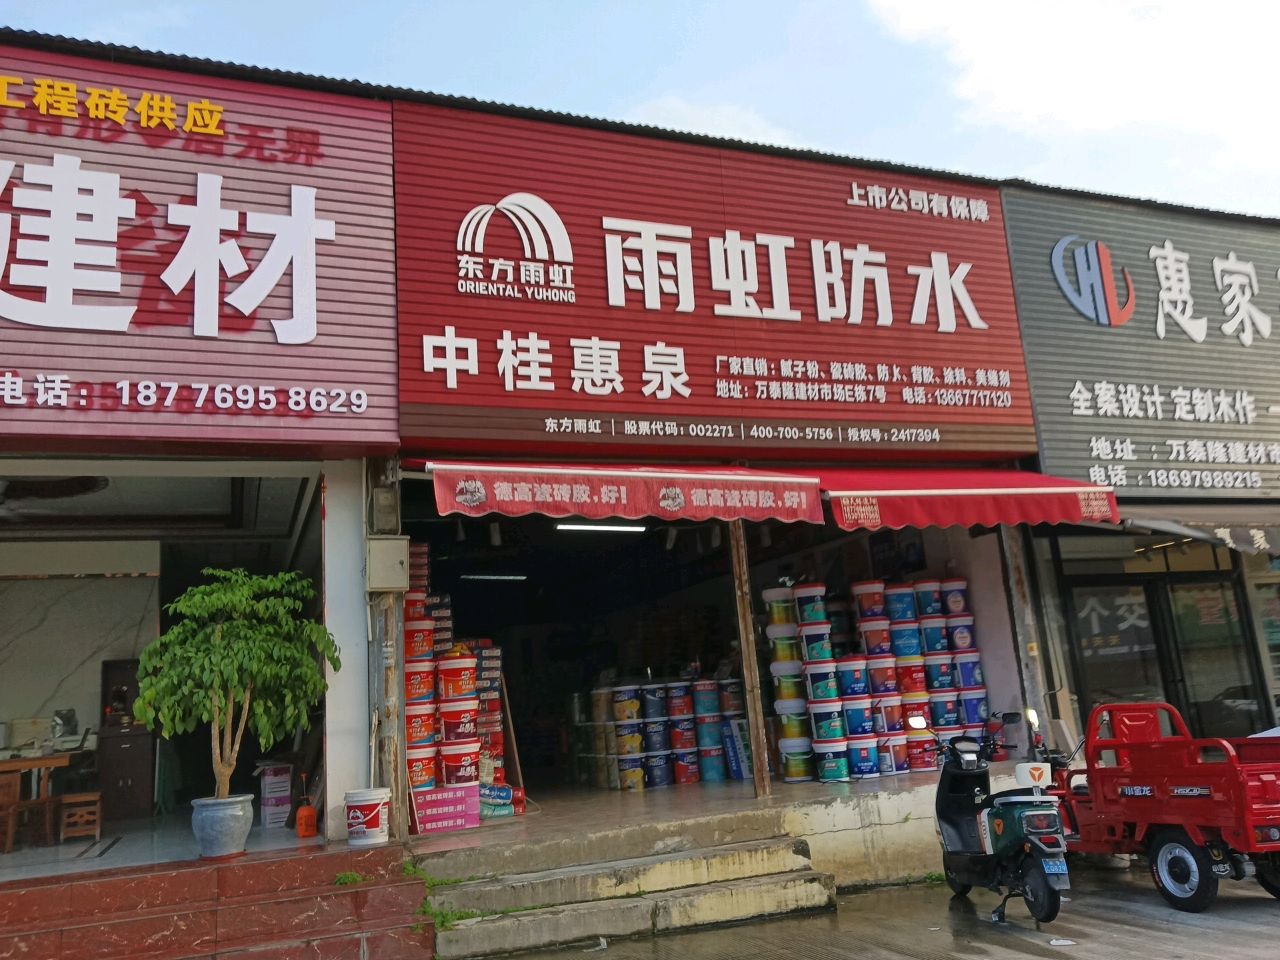 工程砖供应
建材
电话: 187 7695 8629
上市公司有保障
东方雨虹
ORIENTAL YUHONG
雨虹防水
中桂惠泉
厂家直销:腻子粉、瓷砖胶、防水、背胶、涂料、美缝剂
地址:万泰隆建材市场E栋7号 电话:13667717120
东方雨虹 | 股票代码:002271 | 400-700-5756 | 授权号:2417394
惠家
全案设计 定制木作
地址 : 万泰隆建材市
电话 : 18697989215
德高瓷砖胶,好!
德高瓷砖胶,好!
小金龙